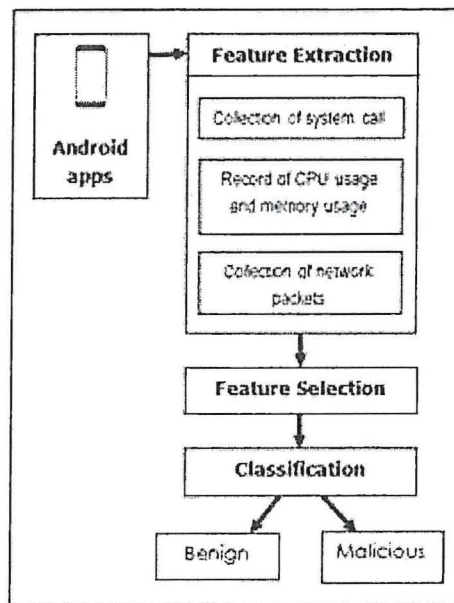 Feature Extraction
Android
apps
Collection of system call
Record of CPU usage
and memory usage
Collection of network
packets
Feature Selection
Classification
Benign
Malicious